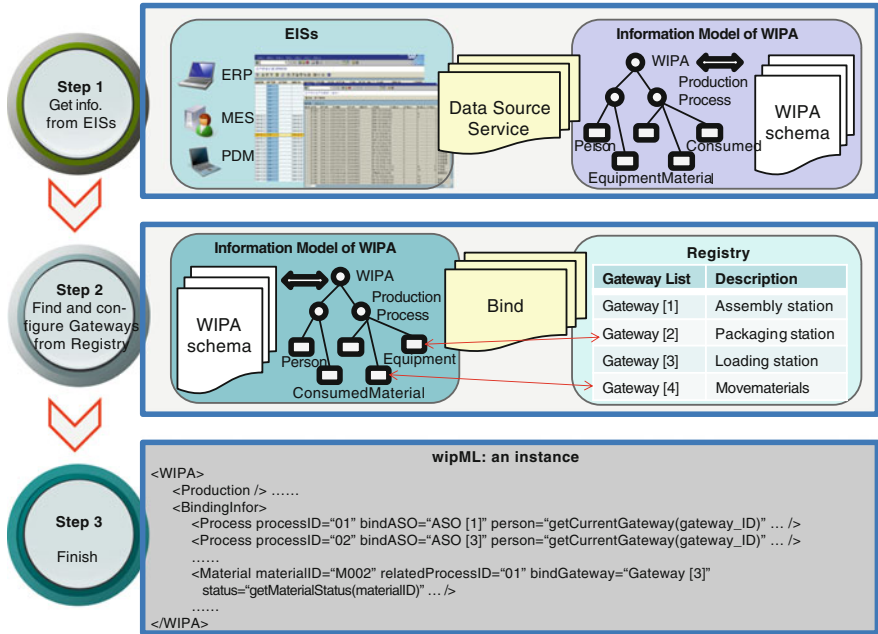 Step 1
Get info.
from EISs
EISs
ERP
MES
PDM
Data Source
Service
Information Model of WIPA
WIPA
Production
Process
Person
Consumed
EquipmentMaterial
WIPA
schema
Step 2
Find and con-
figure Gateways
from Registry
Information Model of WIPA
WIPA
schema
WIPA
Production
Process
Person
Equipment
ConsumedMaterial
Bind
Registry
Gateway List Description
Gateway [1] Assembly station
Gateway [2] Packaging station
Gateway [3] Loading station
Gateway [4] Movematerials
Step 3
Finish
wipML: an instance
<WIPA>
<Production /> ……
<BindingInfor>
<Process processID=“01” bindASO=“ASO [1]” person=“getCurrentGateway(gateway_ID)” … />
<Process processID=“02” bindASO=“ASO [3]” person=“getCurrentGateway(gateway_ID)” … />
……
<Material materialID=“M002” relatedProcessID=“01” bindGateway=“Gateway [3]”
status=“getMaterialStatus(materialID)” … />
……
</WIPA>